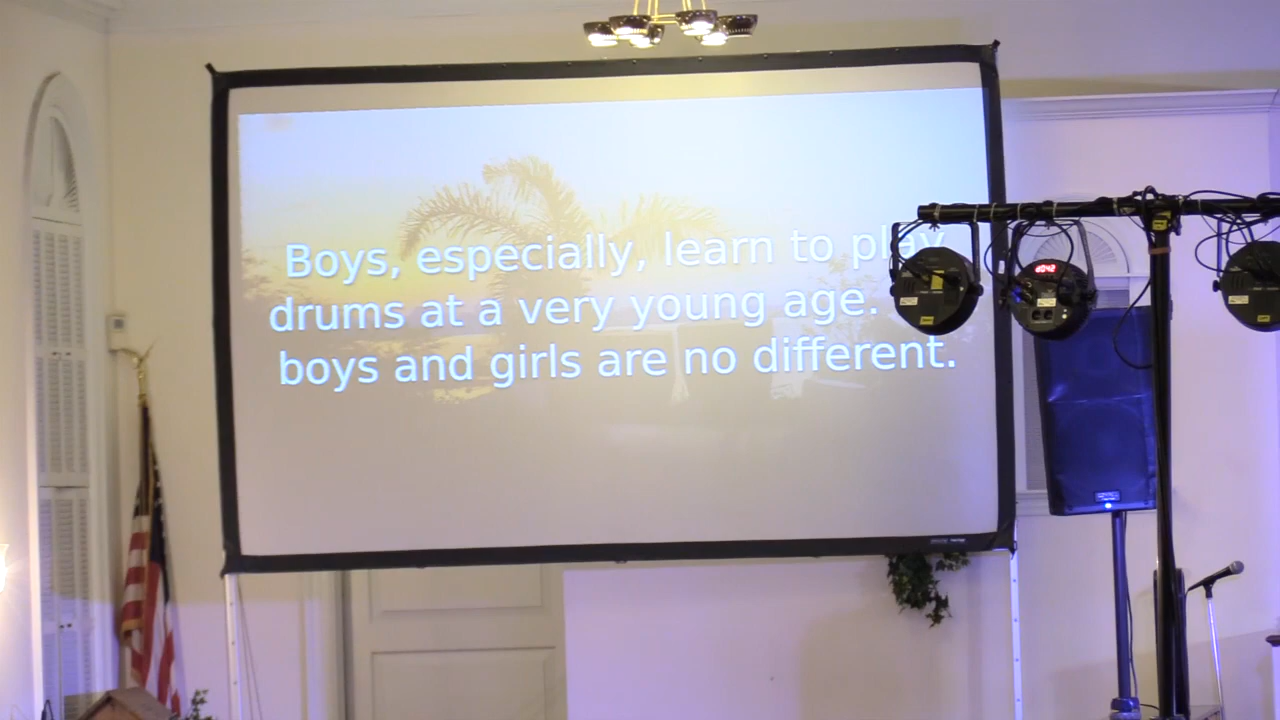 Boys, especially, learn to play
drums at a very young age.
boys and girls are no different.